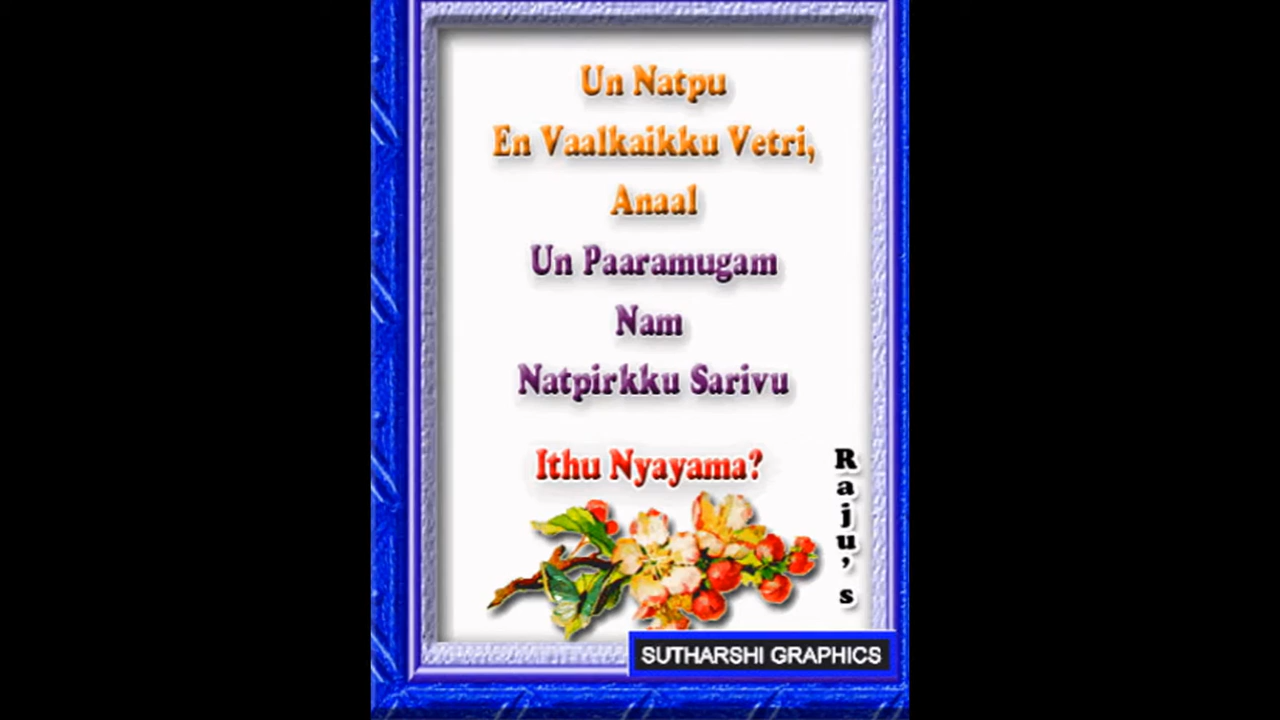 Un Natpu
En Vaalkaikku Vetri,
Anaal
Un Paaramugam
Nam
Natpirkku Sarivu
Ithu Nyayama?
Raju's
SUTHARSHI GRAPHICS